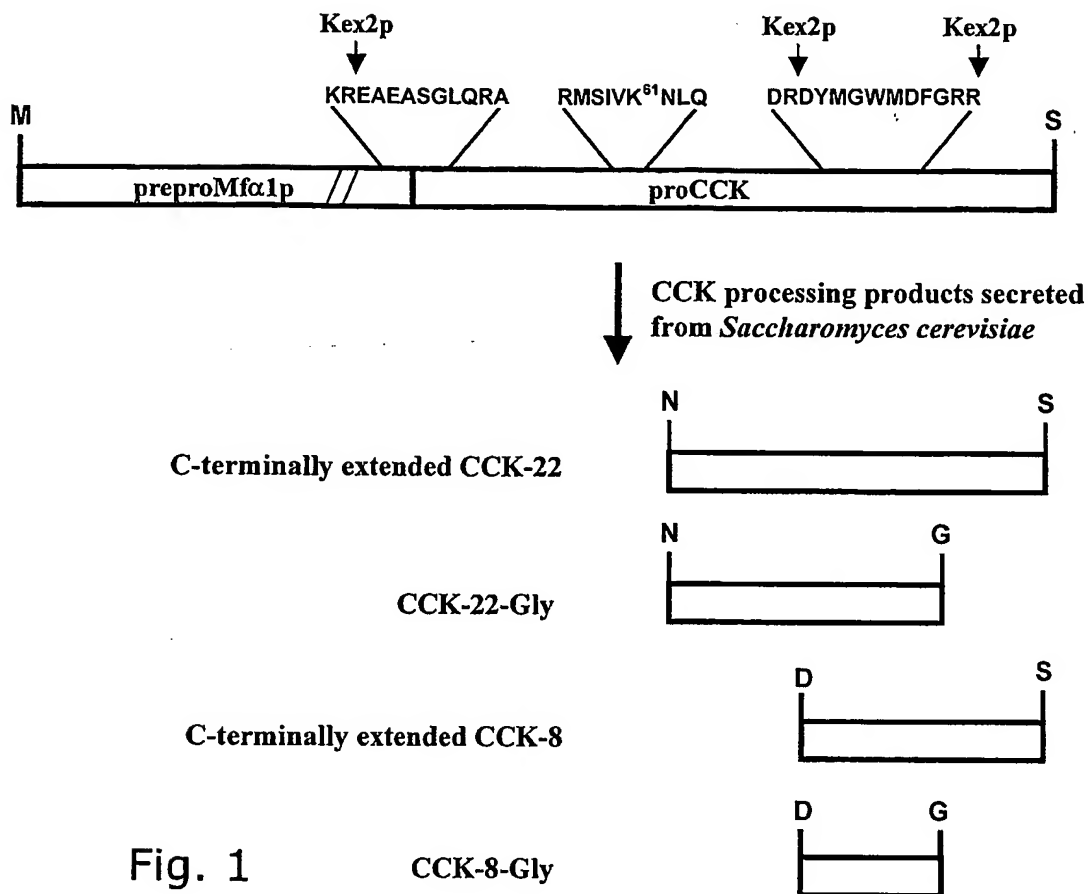 Kex2p Kex2p Kex2p
KREAEASGLQRA RMSIVK⁶¹NLQ DRDYMGWMDFGRR
M S
preproMfα1p proCCK
CCK processing products secreted
from Saccharomyces cerevisiae
N S
C-terminally extended CCK-22
N G
CCK-22-Gly
D S
C-terminally extended CCK-8
D G
Fig. 1 CCK-8-Gly